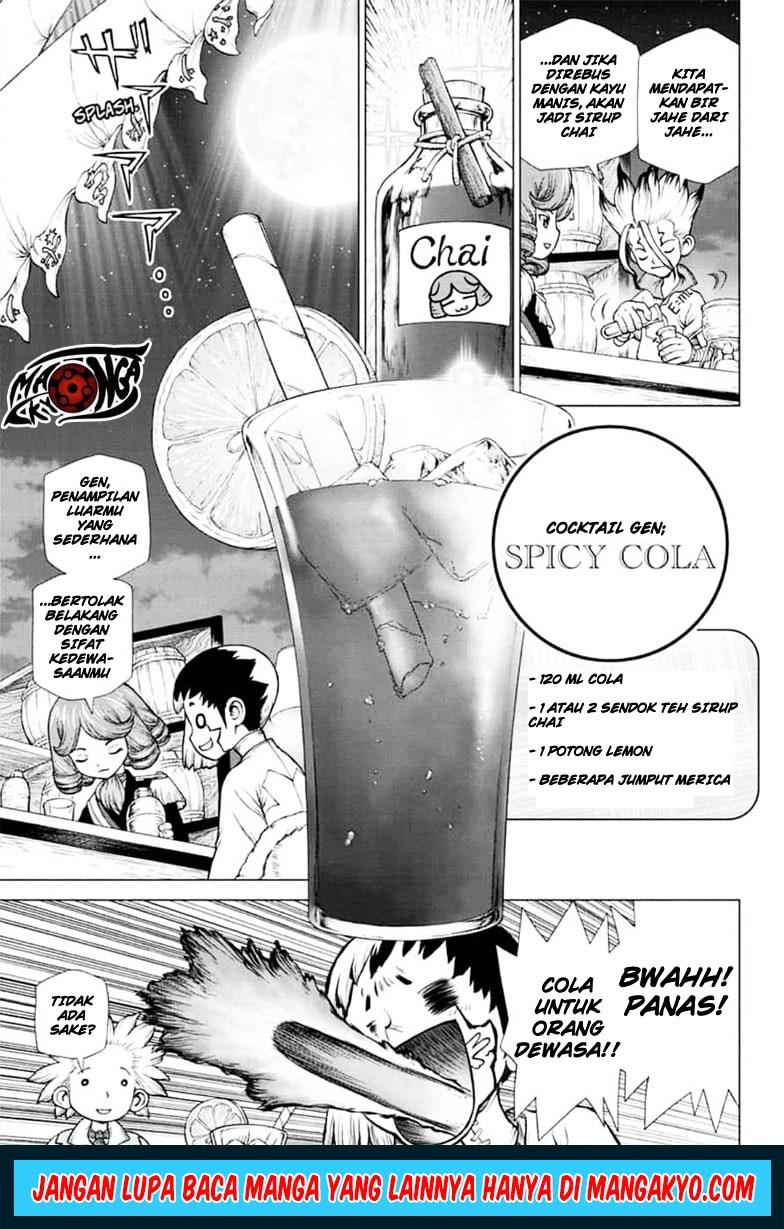 KITA
MENDAPAT-
KAN BIR
JAHE DARI
JAHE...
...DAN JIKA
DIREBUS
DENGAN KAYU
MANIS, AKAN
JADI SIRUP
CHAI
E=mc
Chai
SPLASH.
MANGA
KYO
COCKTAIL GEN;
SPICY COLA
- 120 ML COLA
- 1 ATAU 2 SENDOK TEH SIRUP
CHAI
- 1 POTONG LEMON
- BEBERAPA JUMPUT MERICA
GEN,
PENAMPILAN
LUARMU
YANG
SEDERHANA
...
...BERTOLAK
BELAKANG
DENGAN
SIFAT
KEDEWA-
SAANMU
BWAHH!
PANAS!
COLA
UNTUK
ORANG
DEWASA!!
TIDAK
ADA
SAKE?
JANGAN LUPA BACA MANGA YANG LAINNYA HANYA DI MANGAKYO.COM